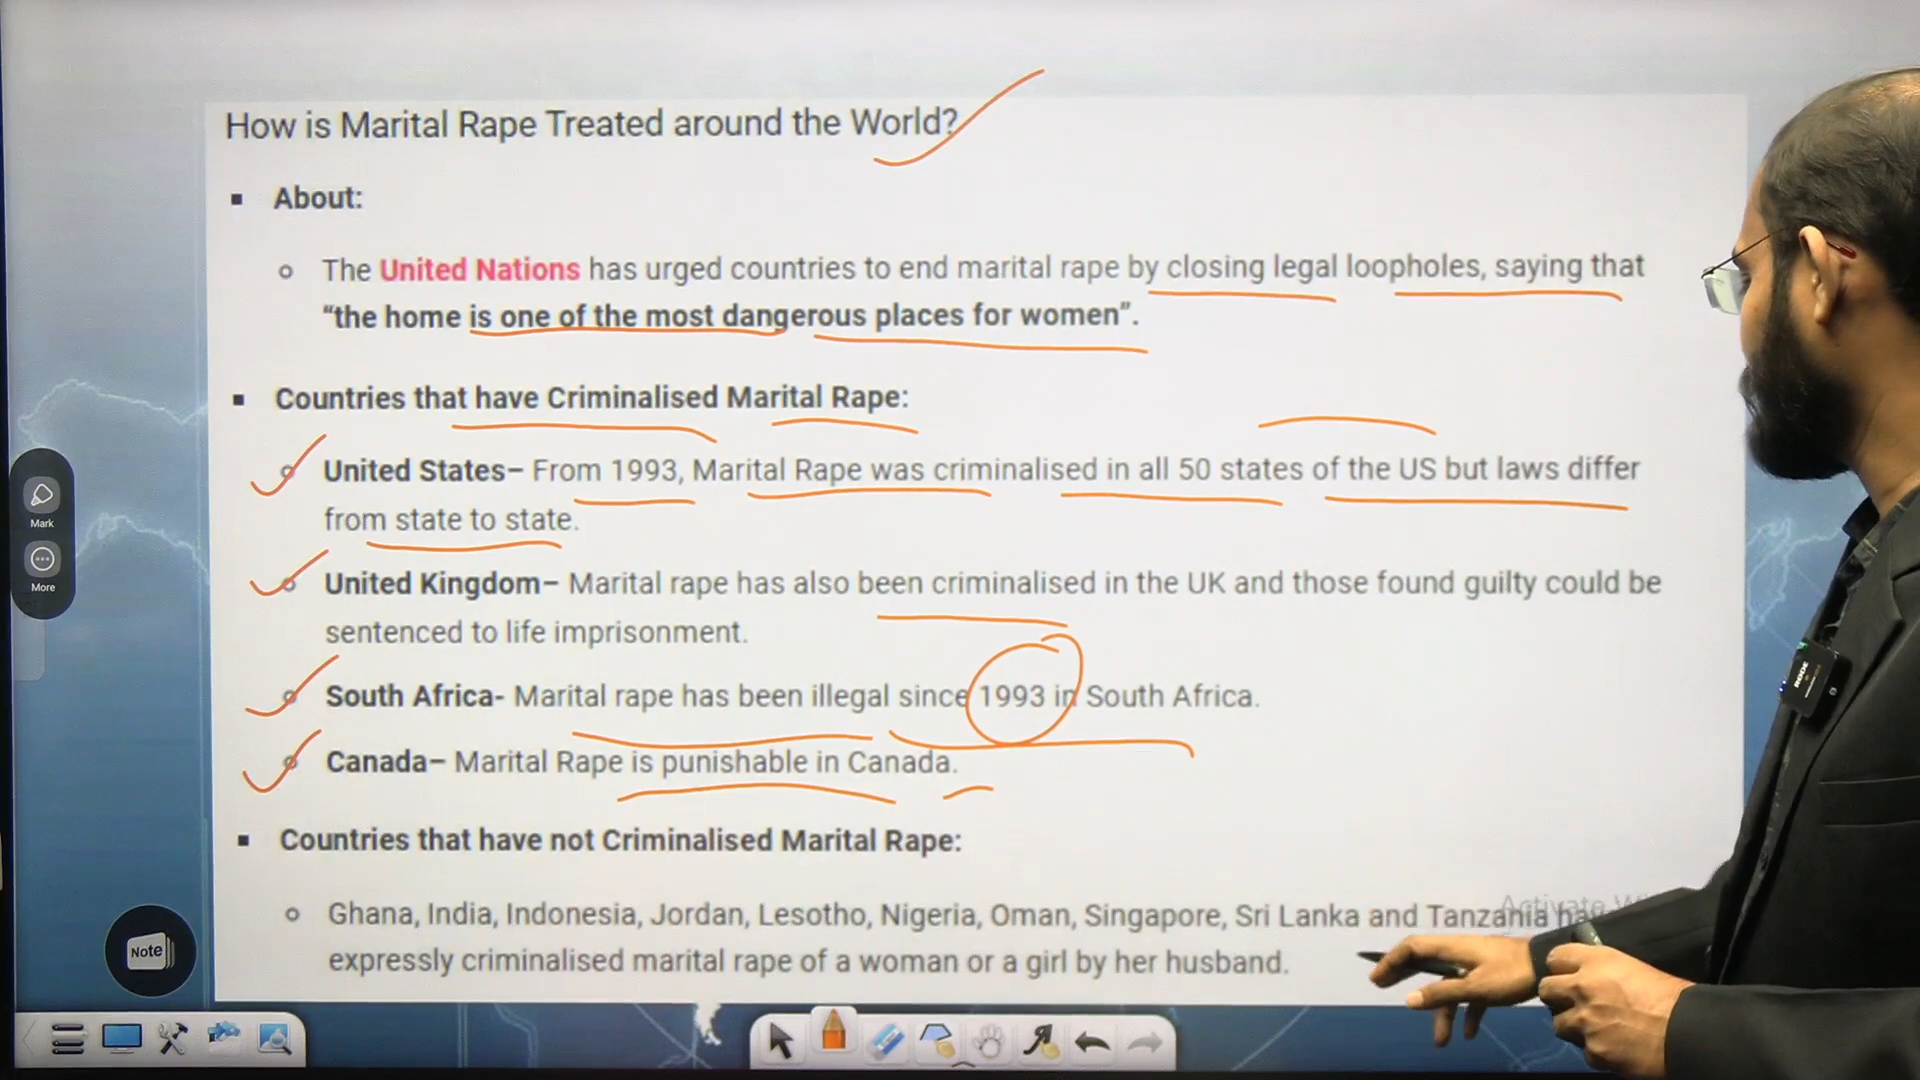 How is Marital Rape Treated around the World?
About:
The United Nations has urged countries to end marital rape by closing legal loopholes, saying that
“the home is one of the most dangerous places for women”.
Countries that have Criminalised Marital Rape:
United States– From 1993, Marital Rape was criminalised in all 50 states of the US but laws differ
from state to state.
United Kingdom– Marital rape has also been criminalised in the UK and those found guilty could be
sentenced to life imprisonment.
South Africa- Marital rape has been illegal since 1993 in South Africa.
Canada– Marital Rape is punishable in Canada.
Countries that have not Criminalised Marital Rape:
Ghana, India, Indonesia, Jordan, Lesotho, Nigeria, Oman, Singapore, Sri Lanka and Tanzania
expressly criminalised marital rape of a woman or a girl by her husband.
Mark
More
Note
Activate
RODE